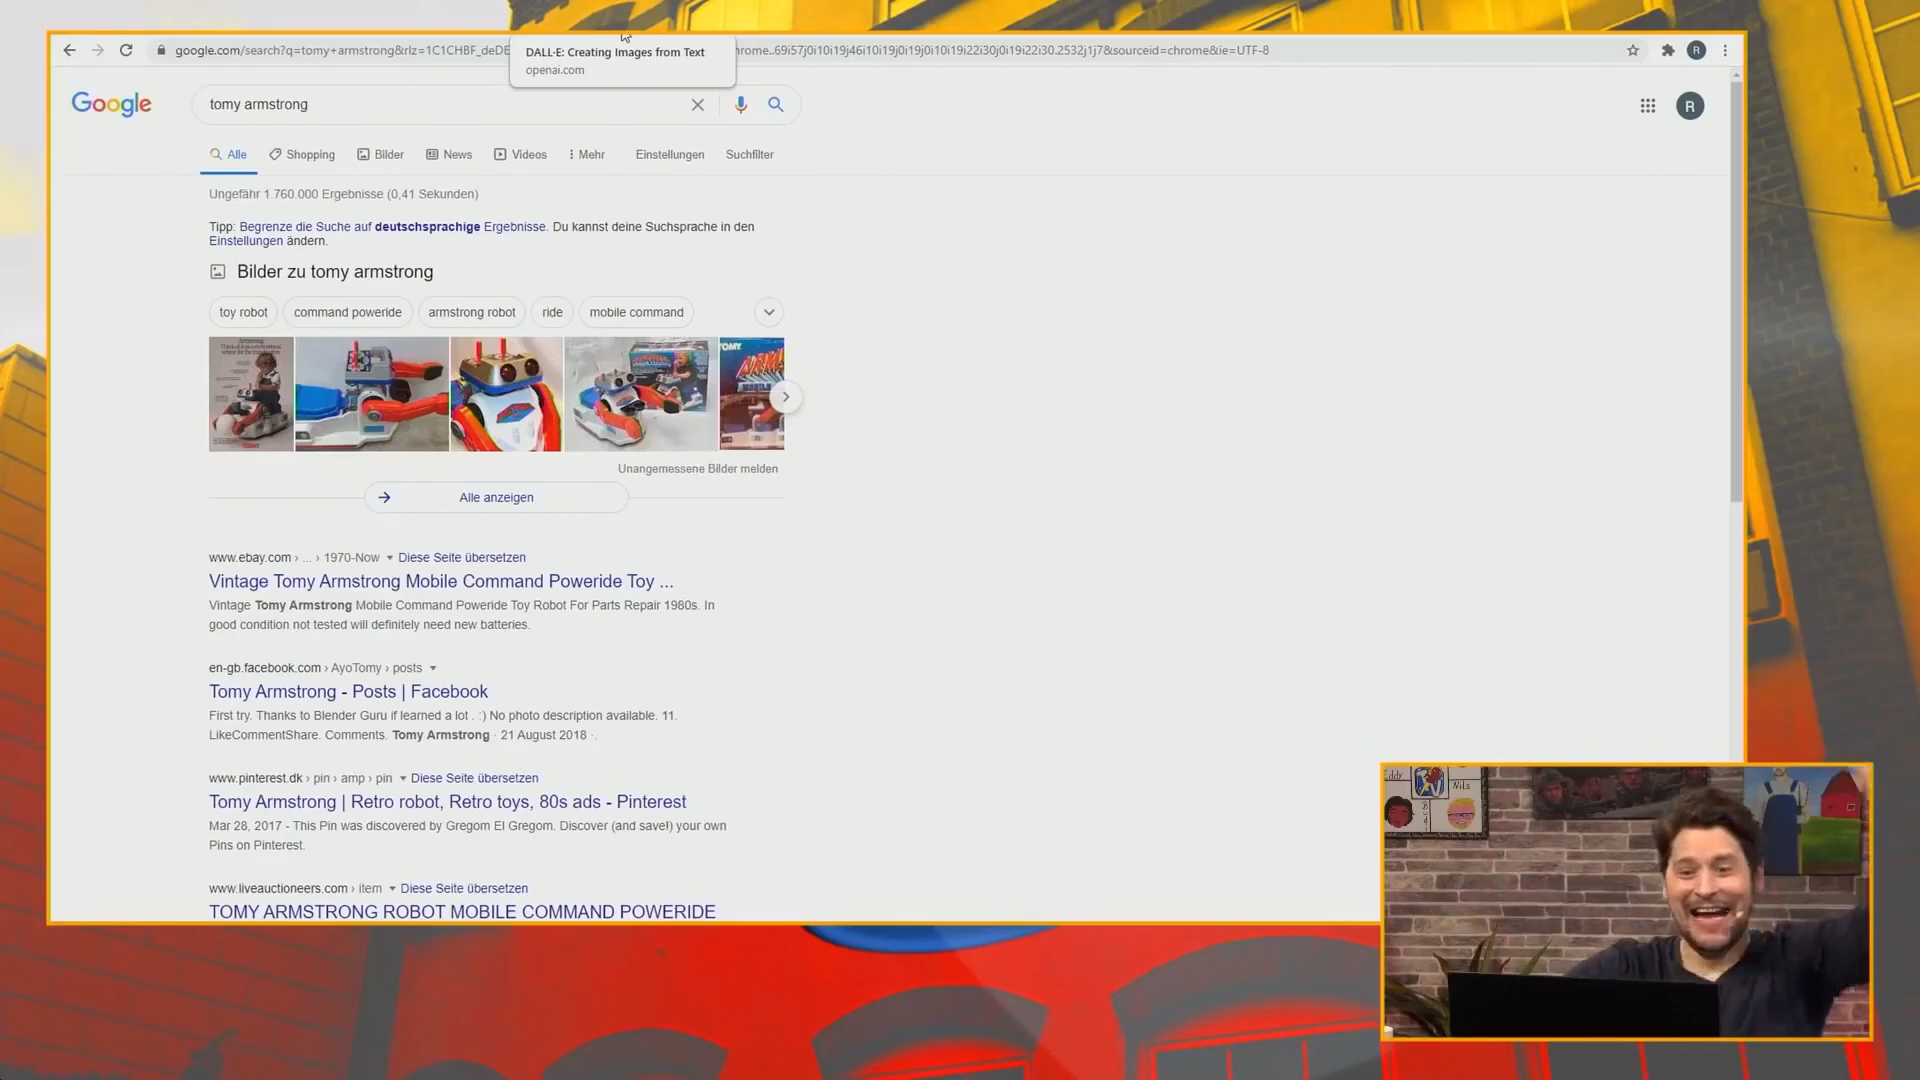 google.com/search?q=tomy+armstrong&rlz=1C1CHBF_deDE
chrome..69i57j0i10i19j46i10i19j0i19j0i10i19i22i30j0i19i22i30.2532j1j7&sourceid=chrome&ie=UTF-8
R
DALL·E: Creating Images from Text
openai.com
Google
tomy armstrong
R
Alle
Shopping
Bilder
News
Videos
Mehr
Einstellungen
Suchfilter
Ungefähr 1.760.000 Ergebnisse (0,41 Sekunden)
Tipp: Begrenze die Suche auf deutschsprachige Ergebnisse. Du kannst deine Suchsprache in den
Einstellungen ändern.
Bilder zu tomy armstrong
toy robot
command poweride
armstrong robot
ride
mobile command
TOMY
Unangemessene Bilder melden
Alle anzeigen
www.ebay.com › ... › 1970-Now
Diese Seite übersetzen
Vintage Tomy Armstrong Mobile Command Poweride Toy ...
Vintage Tomy Armstrong Mobile Command Poweride Toy Robot For Parts Repair 1980s. In
good condition not tested will definitely need new batteries.
en-gb.facebook.com › AyoTomy › posts
Tomy Armstrong - Posts | Facebook
First try. Thanks to Blender Guru if learned a lot . :) No photo description available. 11.
LikeCommentShare. Comments. Tomy Armstrong · 21 August 2018 ·.
www.pinterest.dk › pin › amp › pin
Diese Seite übersetzen
Tomy Armstrong | Retro robot, Retro toys, 80s ads - Pinterest
Mar 28, 2017 - This Pin was discovered by Gregom El Gregom. Discover (and save!) your own
Pins on Pinterest.
www.liveauctioneers.com › item
Diese Seite übersetzen
TOMY ARMSTRONG ROBOT MOBILE COMMAND POWERIDE
Eddy
Nils